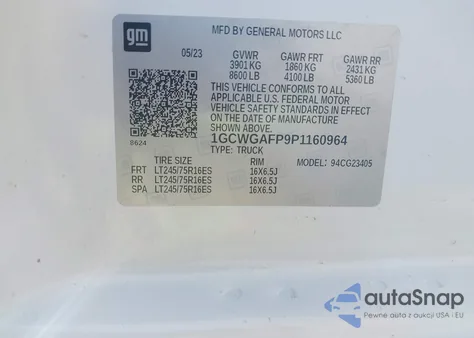 MFD BY GENERAL MOTORS LLC
gm
05/23 GVWR GAWR FRT GAWR RR
3901 KG 1860 KG 2431 KG
8600 LB 4100 LB 5360 LB
THIS VEHICLE CONFORMS TO ALL
APPLICABLE U.S. FEDERAL MOTOR
VEHICLE SAFETY STANDARDS IN EFFECT
ON THE DATE OF MANUFACTURE
SHOWN ABOVE.
1GCWGAFP9P1160964
8624 TYPE: TRUCK
TIRE SIZE RIM MODEL: 94CG23405
FRT LT245/75R16ES 16X6.5J
RR LT245/75R16ES 16X6.5J
SPA LT245/75R16ES 16X6.5J
autaSnap
Pewne auta z aukcji USA i EU